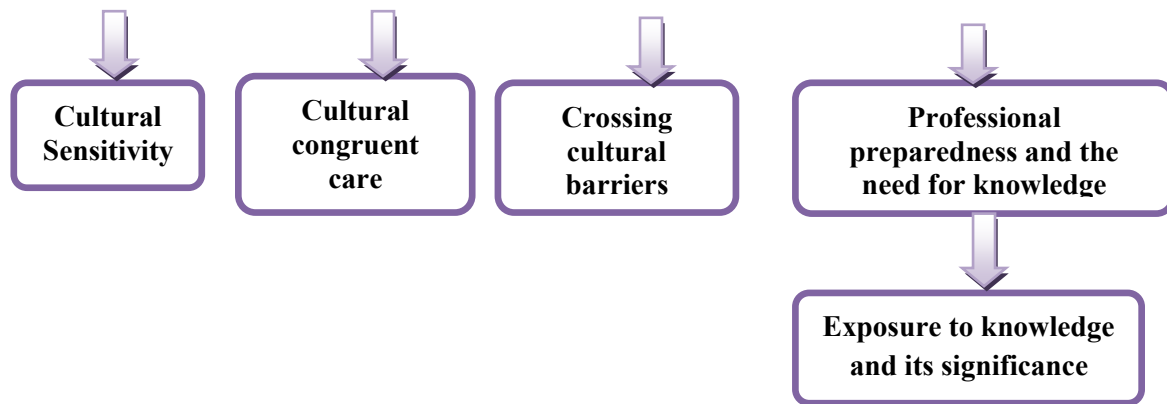 Cultural
Sensitivity
Cultural
congruent
care
Crossing
cultural
barriers
Professional
preparedness and the
need for knowledge
Exposure to knowledge
and its significance